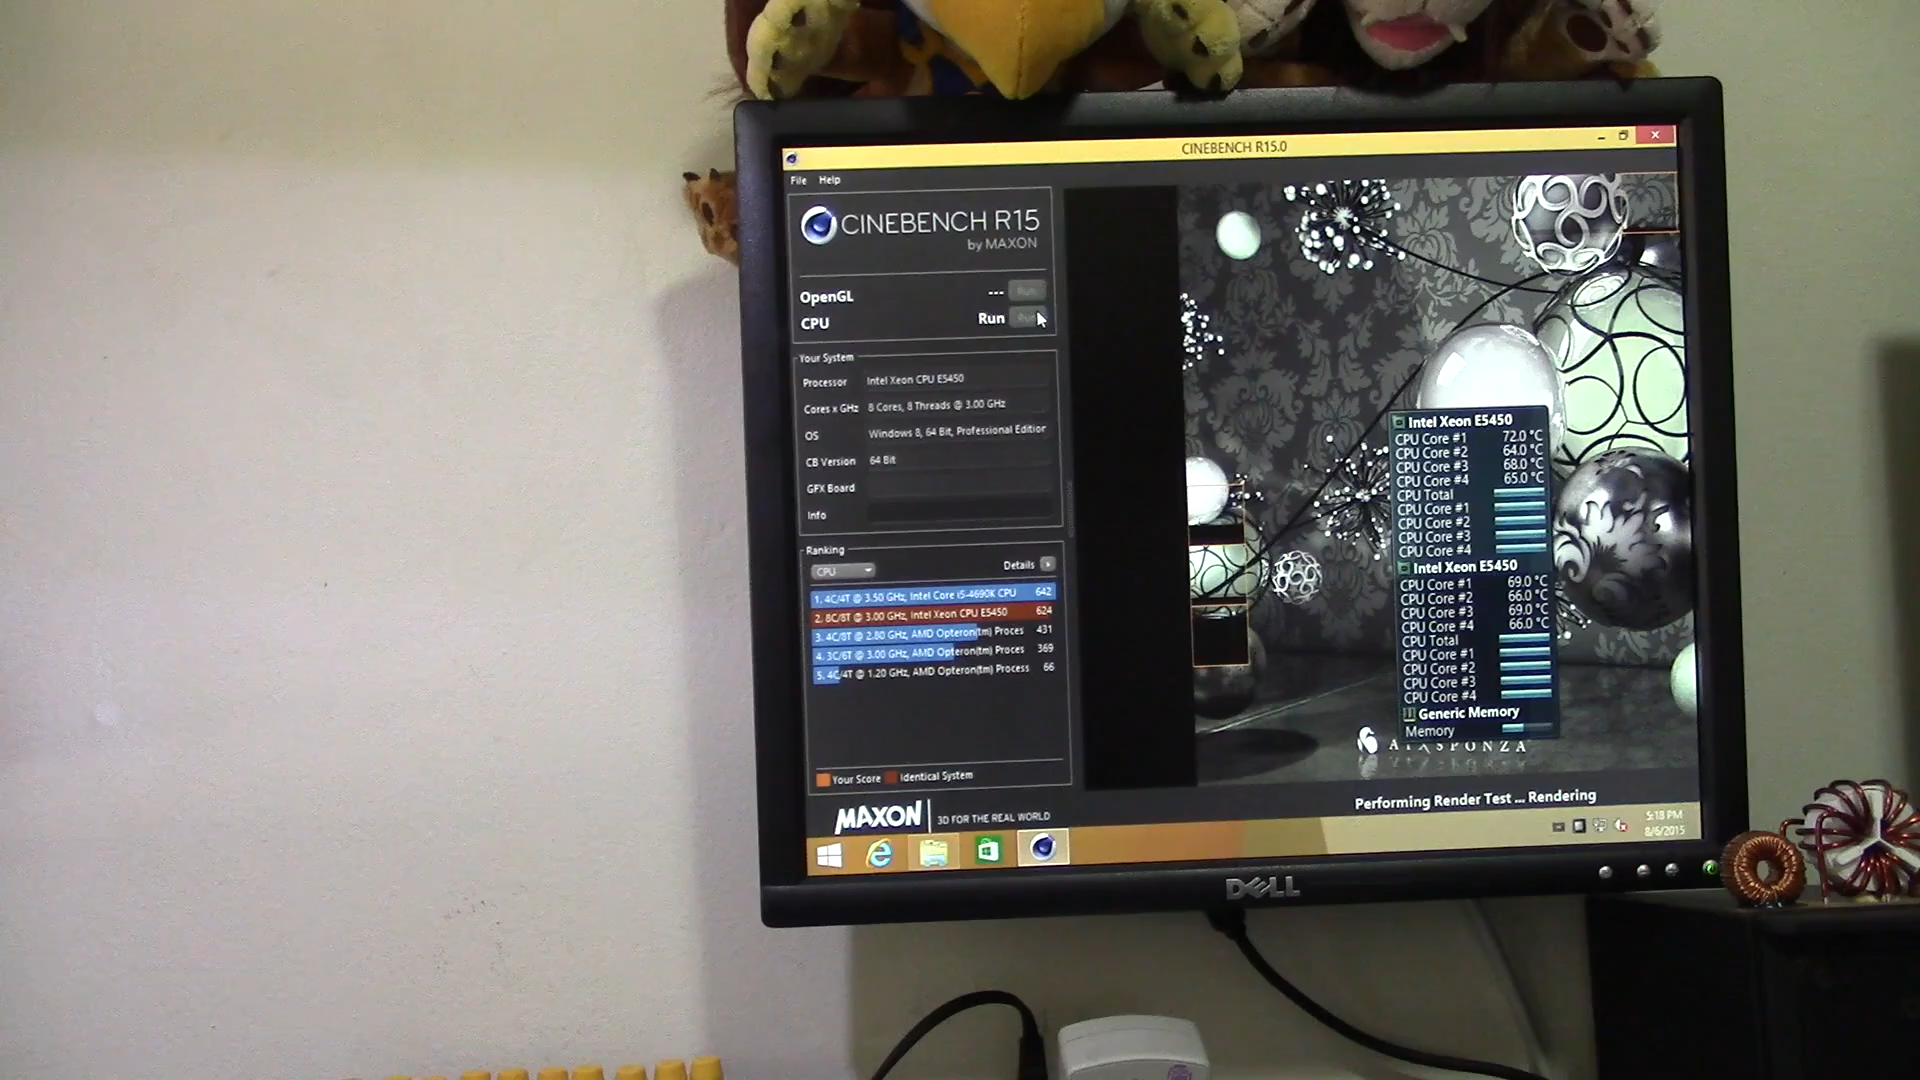 CINEBENCH R15.0
File Help
CINEBENCH R15
by MAXON
OpenGL --- Run
CPU Run
Your System
Processor Intel Xeon CPU E5450
Cores x GHz 8 Cores, 8 Threads @ 3.00 GHz
OS Windows 8, 64 Bit, Professional Edition
CB Version 64 Bit
GFX Board
Info
Ranking
CPU Details
1. 4C/4T @ 3.50 GHz, Intel Core i5-4690K CPU 642
2. 8C/8T @ 3.00 GHz, Intel Xeon CPU E5450 624
3. 4C/8T @ 2.80 GHz, AMD Opteron(tm) Proces 431
4. 3C/6T @ 3.00 GHz, AMD Opteron(tm) Proces 369
5. 4C/4T @ 1.20 GHz, AMD Opteron(tm) Process 66
Your Score Identical System
MAXON 3D FOR THE REAL WORLD
Intel Xeon E5450
CPU Core #1 72.0 °C
CPU Core #2 64.0 °C
CPU Core #3 68.0 °C
CPU Core #4 65.0 °C
CPU Total
CPU Core #1
CPU Core #2
CPU Core #3
CPU Core #4
Intel Xeon E5450
CPU Core #1 69.0 °C
CPU Core #2 66.0 °C
CPU Core #3 69.0 °C
CPU Core #4 66.0 °C
CPU Total
CPU Core #1
CPU Core #2
CPU Core #3
CPU Core #4
Generic Memory
Memory
Performing Render Test ... Rendering
5:18 PM
8/6/2015
DELL